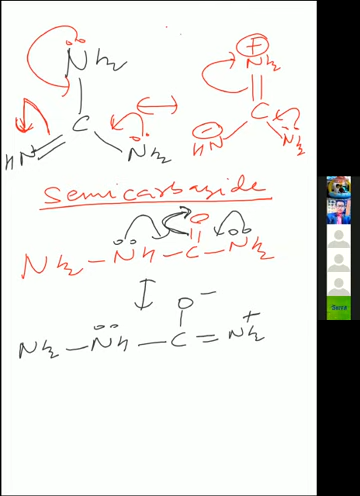 NH₂ ⊕
NH₂
C ↔ C
HN NH₂ ⊖ HN NH₂
Semicarbazide
O
NH₂ — NH — C — NH₂
O⁻
NH₂ — NH — C = NH₂ +